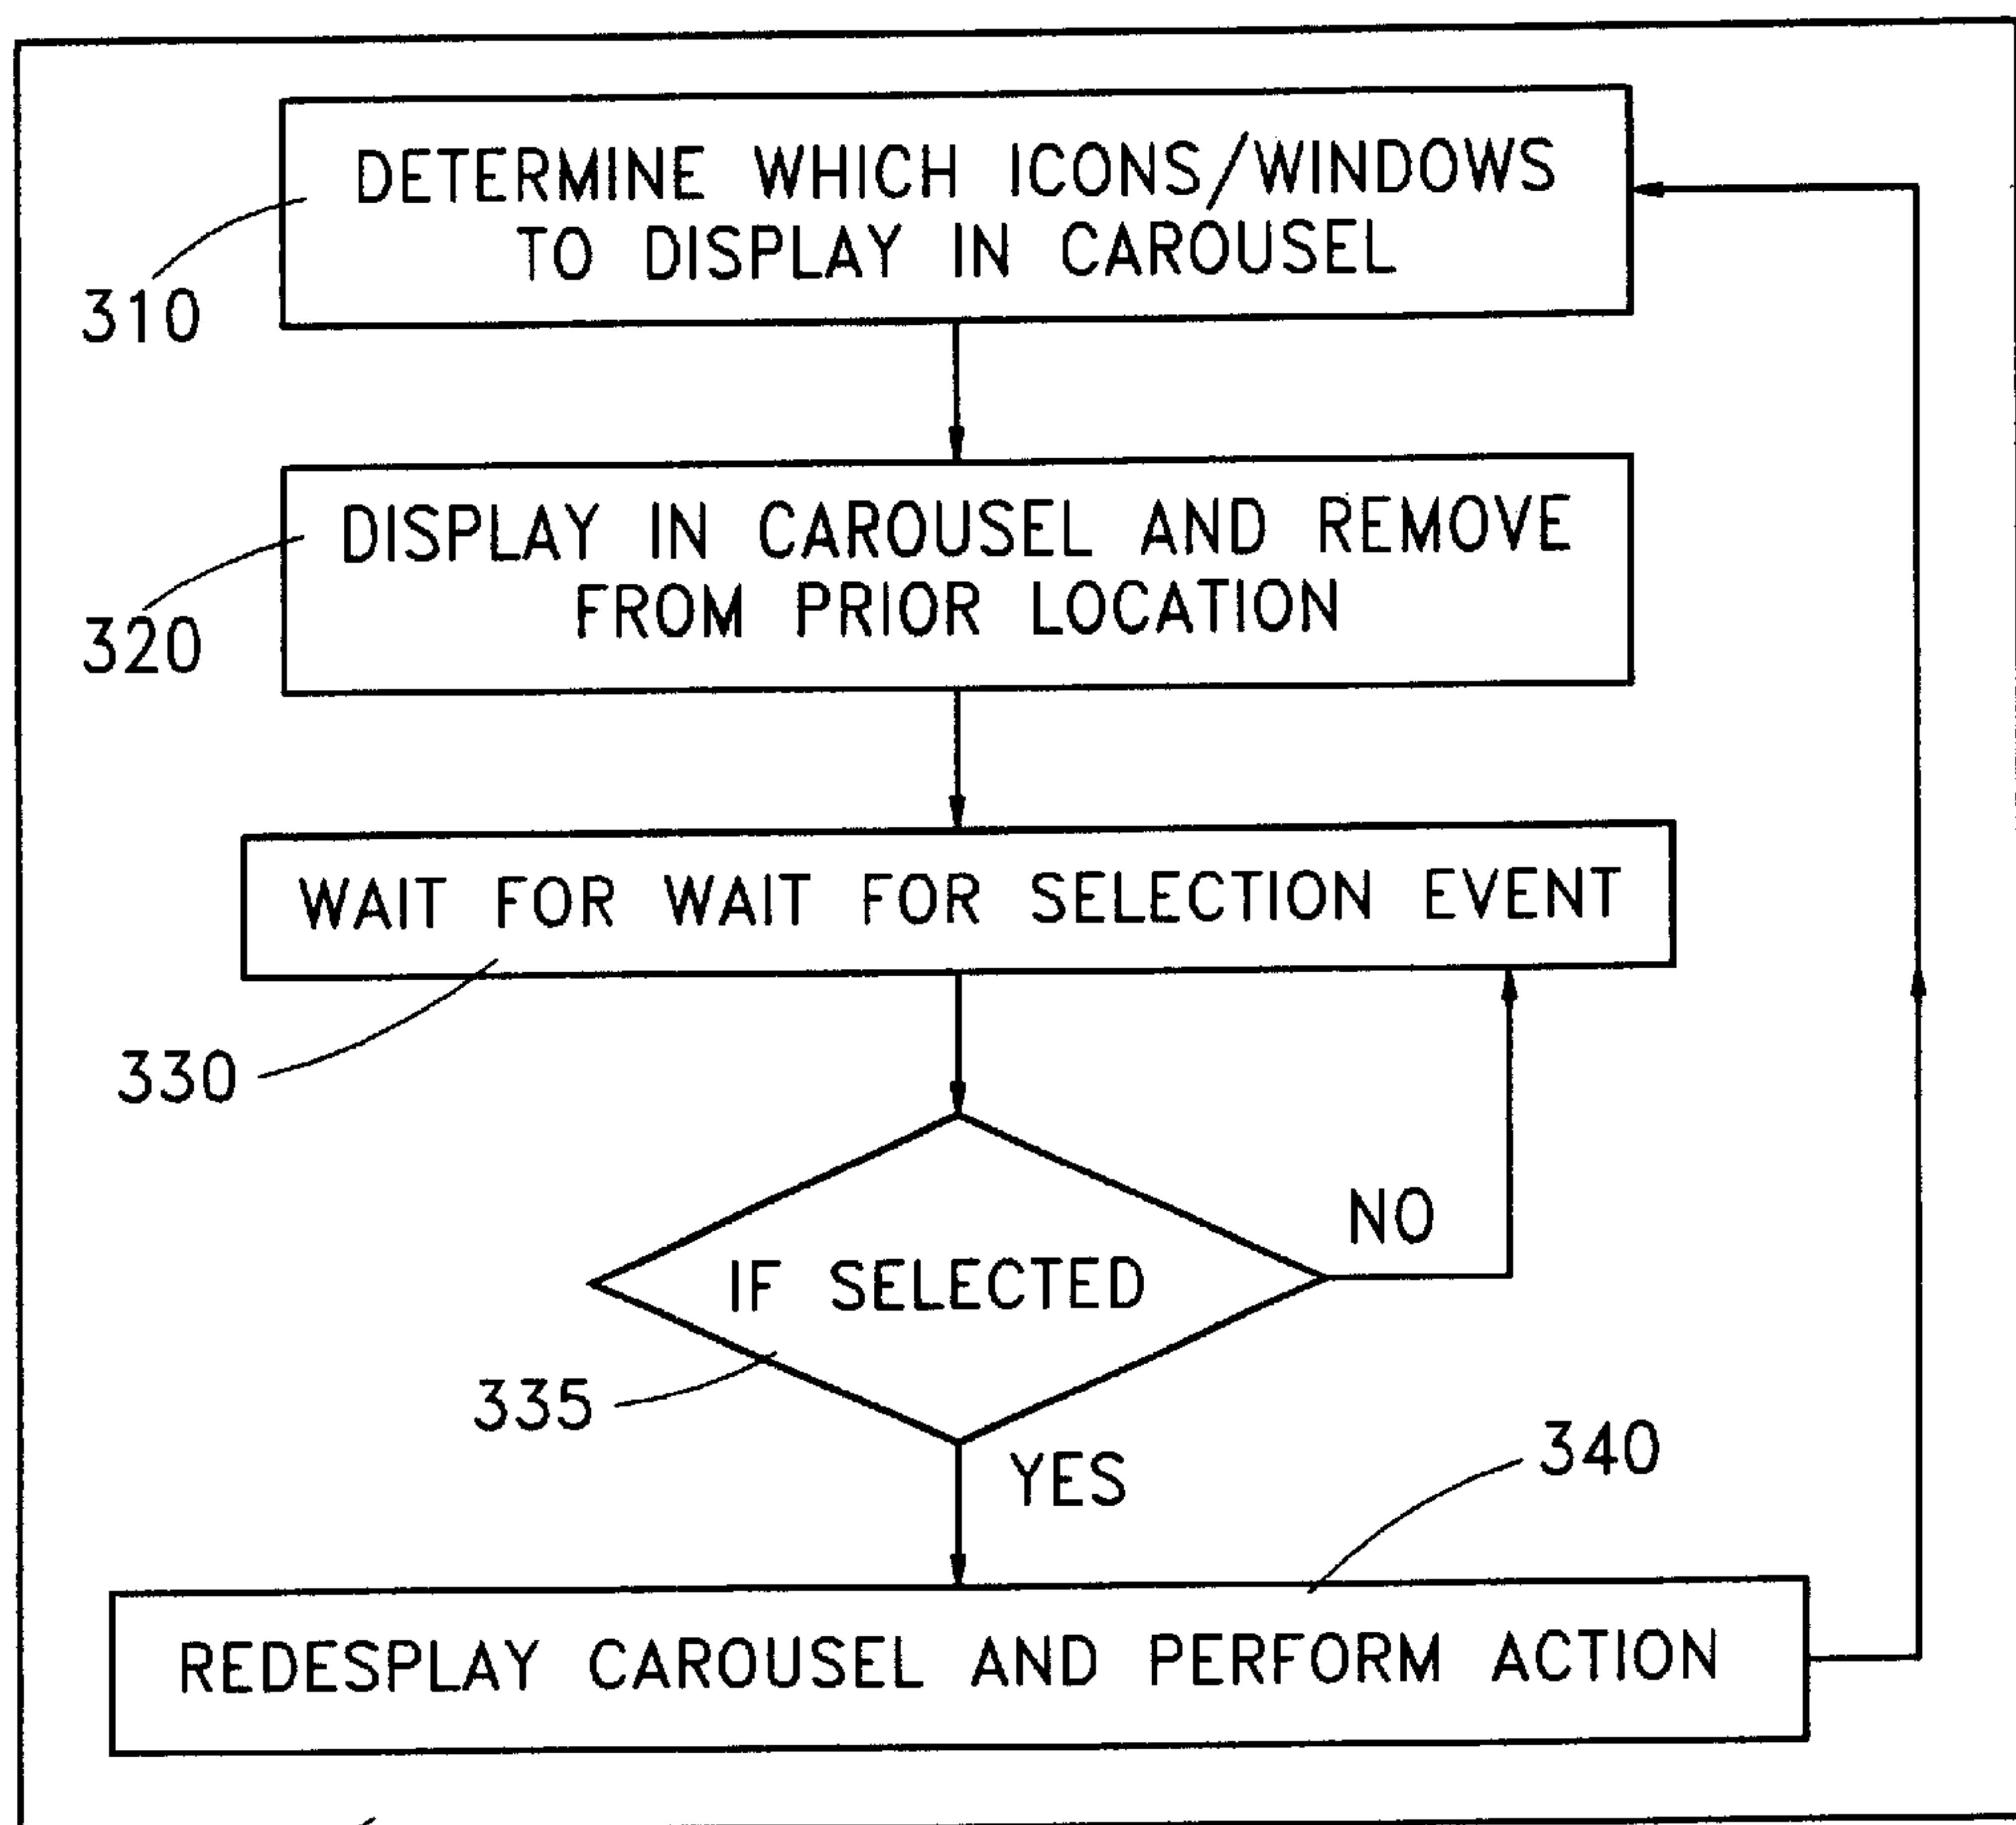 DETERMINE WHICH ICONS/WINDOWS
TO DISPLAY IN CAROUSEL
310
DISPLAY IN CAROUSEL AND REMOVE
FROM PRIOR LOCATION
320
WAIT FOR WAIT FOR SELECTION EVENT
330
NO
IF SELECTED
335
YES
340
REDESPLAY CAROUSEL AND PERFORM ACTION